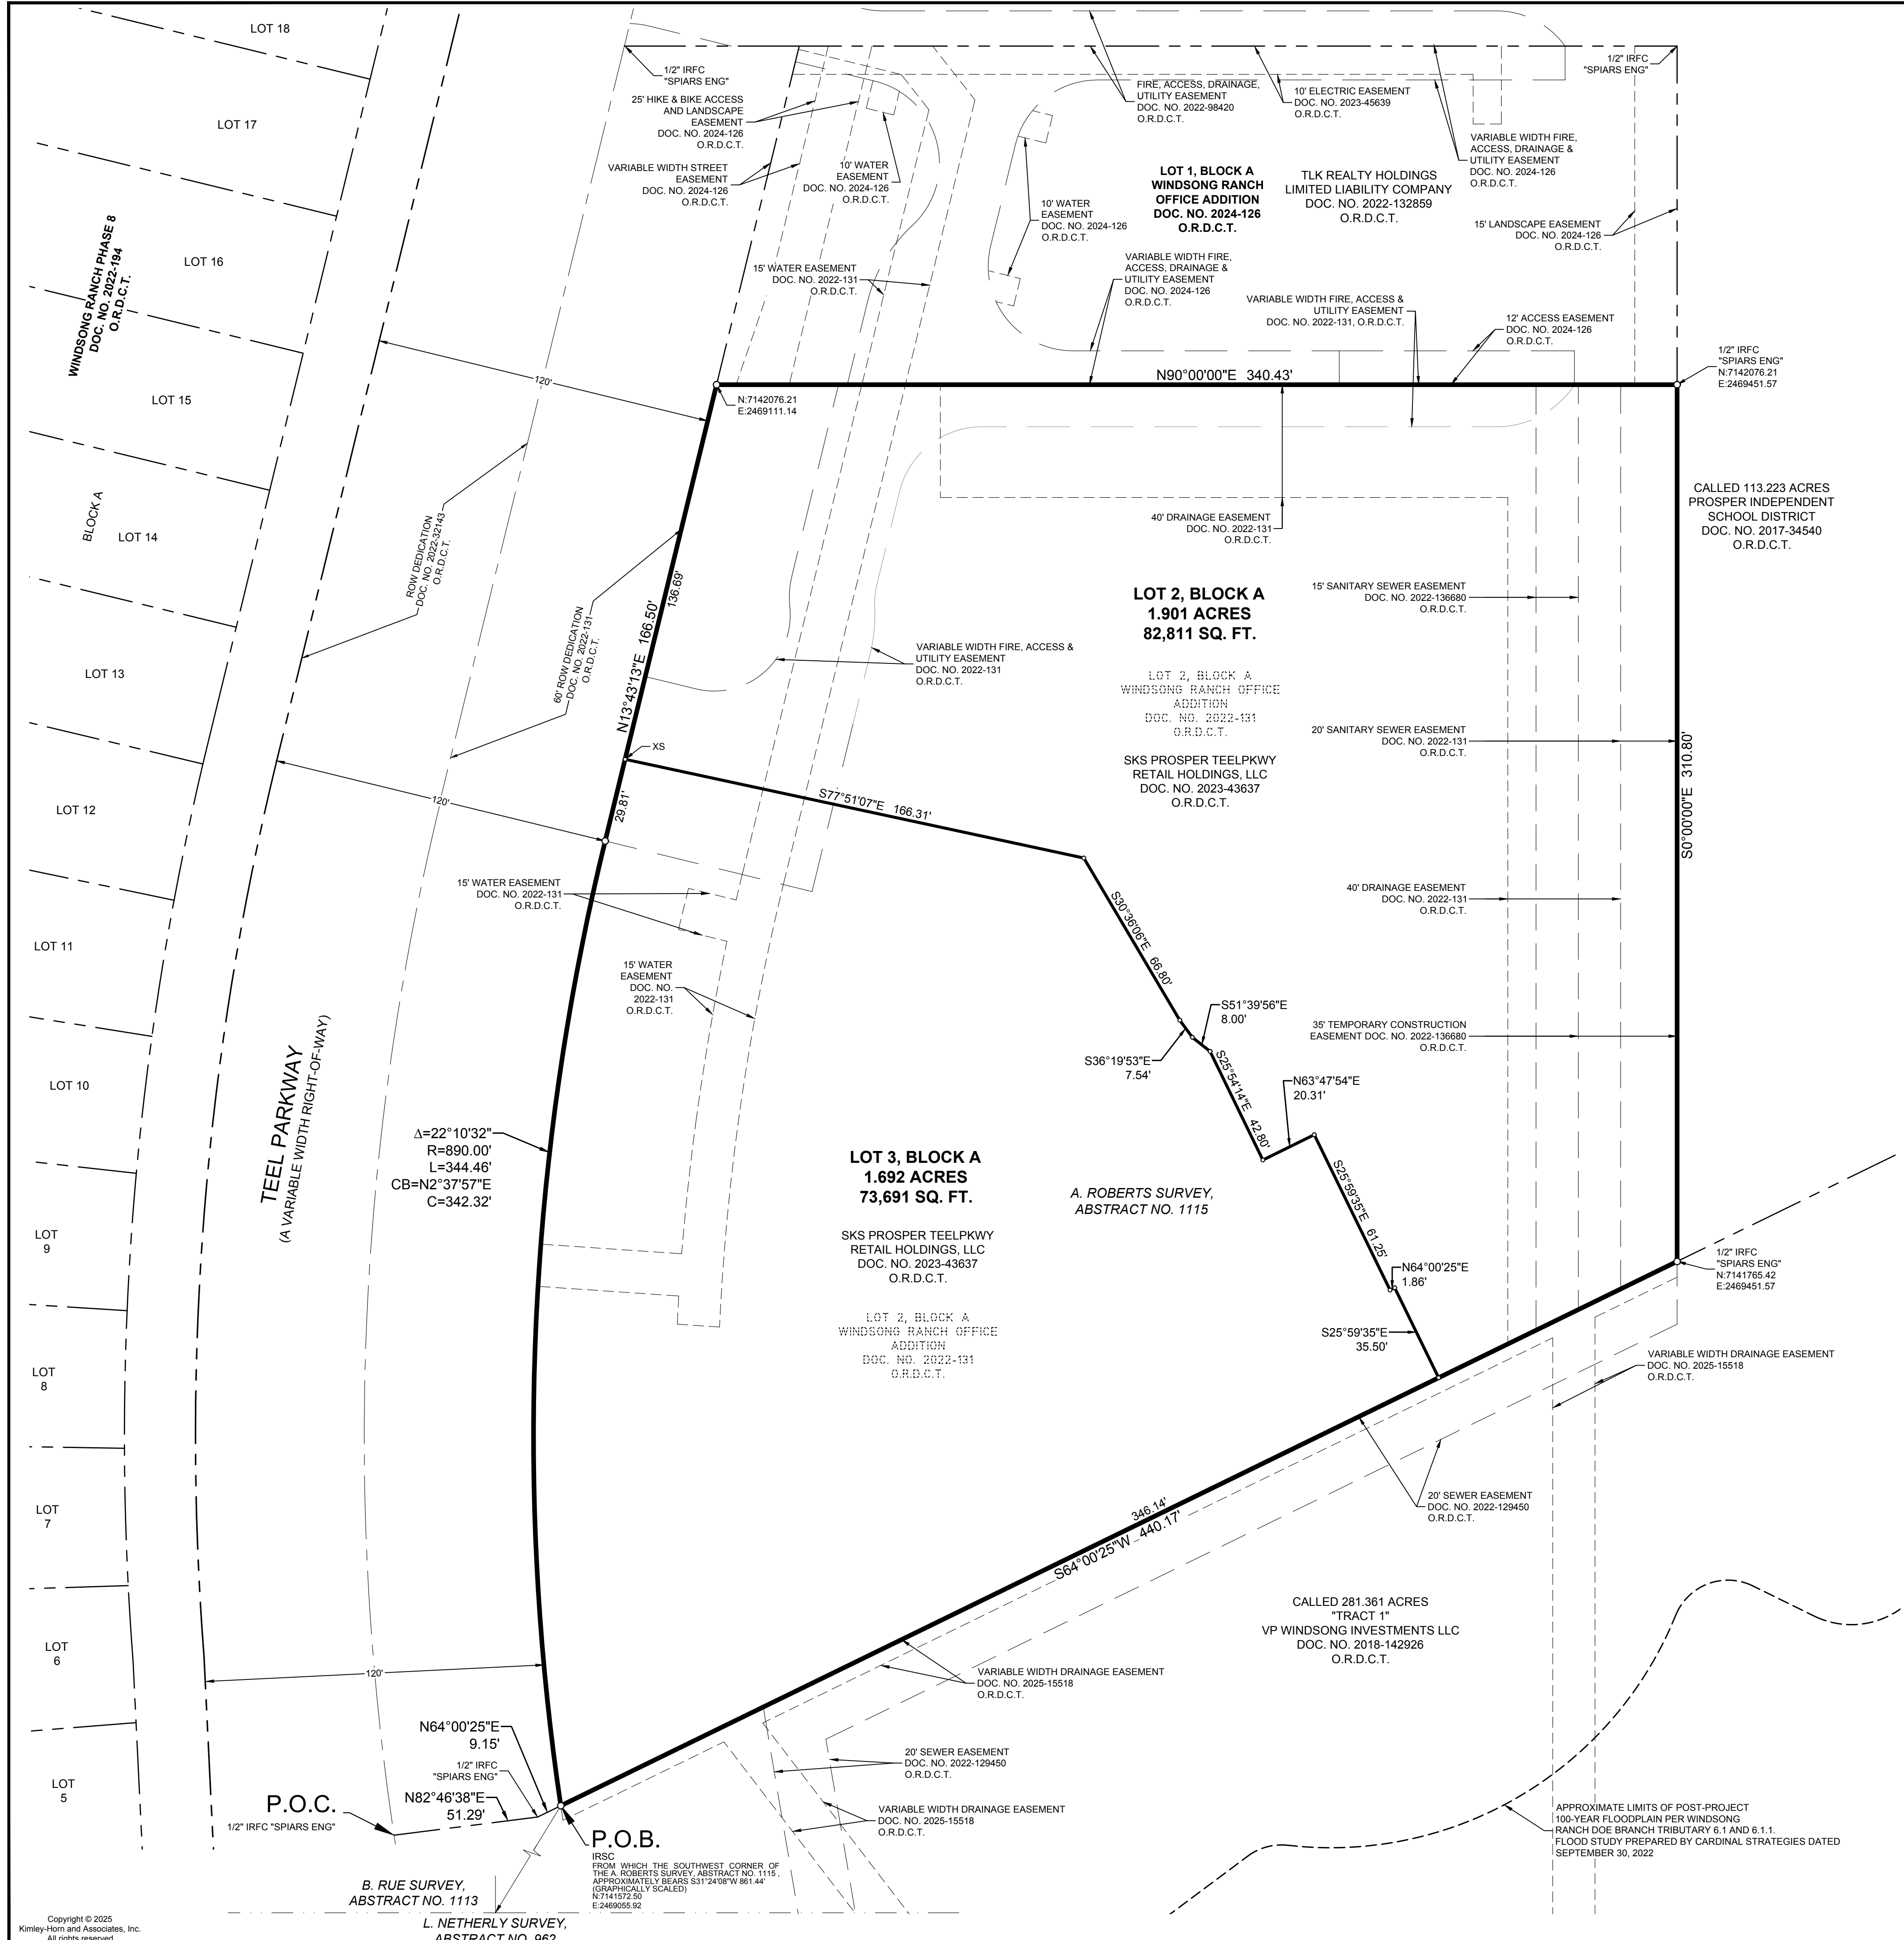 LOT 18
LOT 17
LOT 16
LOT 15
LOT 14
LOT 13
LOT 12
LOT 11
LOT 10
LOT
9
LOT
8
LOT
7
LOT
6
LOT
5
WINDSONG RANCH PHASE 8
DOC. NO. 2022-194
O.R.D.C.T.
BLOCK A
1/2" IRFC
"SPIARS ENG"
25' HIKE & BIKE ACCESS
AND LANDSCAPE
EASEMENT
DOC. NO. 2024-126
O.R.D.C.T.
VARIABLE WIDTH STREET
EASEMENT
DOC. NO. 2024-126
O.R.D.C.T.
10' WATER
EASEMENT
DOC. NO. 2024-126
O.R.D.C.T.
15' WATER EASEMENT
DOC. NO. 2022-131
O.R.D.C.T.
FIRE, ACCESS, DRAINAGE,
UTILITY EASEMENT
DOC. NO. 2022-98420
O.R.D.C.T.
10' ELECTRIC EASEMENT
DOC. NO. 2023-45639
O.R.D.C.T.
1/2" IRFC
"SPIARS ENG"
VARIABLE WIDTH FIRE,
ACCESS, DRAINAGE &
UTILITY EASEMENT
DOC. NO. 2024-126
O.R.D.C.T.
LOT 1, BLOCK A
WINDSONG RANCH
OFFICE ADDITION
DOC. NO. 2024-126
O.R.D.C.T.
TLK REALTY HOLDINGS
LIMITED LIABILITY COMPANY
DOC. NO. 2022-132859
O.R.D.C.T.
10' WATER
EASEMENT
DOC. NO. 2024-126
O.R.D.C.T.
15' LANDSCAPE EASEMENT
DOC. NO. 2024-126
O.R.D.C.T.
VARIABLE WIDTH FIRE,
ACCESS, DRAINAGE &
UTILITY EASEMENT
DOC. NO. 2024-126
O.R.D.C.T.
VARIABLE WIDTH FIRE, ACCESS &
UTILITY EASEMENT
DOC. NO. 2022-131, O.R.D.C.T.
12' ACCESS EASEMENT
DOC. NO. 2024-126
O.R.D.C.T.
1/2" IRFC
"SPIARS ENG"
N:7142076.21
E:2469451.57
N90°00'00"E 340.43'
N:7142076.21
E:2469111.14
120'
CALLED 113.223 ACRES
PROSPER INDEPENDENT
SCHOOL DISTRICT
DOC. NO. 2017-34540
O.R.D.C.T.
40' DRAINAGE EASEMENT
DOC. NO. 2022-131
O.R.D.C.T.
ROW DEDICATION
DOC. NO. 2022-32143
O.R.D.C.T.
60' ROW DEDICATION
DOC. NO. 2022-131
O.R.D.C.T.
N13°43'13"E 166.50'
136.69'
LOT 2, BLOCK A
1.901 ACRES
82,811 SQ. FT.
15' SANITARY SEWER EASEMENT
DOC. NO. 2022-136680
O.R.D.C.T.
VARIABLE WIDTH FIRE, ACCESS &
UTILITY EASEMENT
DOC. NO. 2022-131
O.R.D.C.T.
LOT 2, BLOCK A
WINDSONG RANCH OFFICE
ADDITION
DOC. NO. 2022-131
O.R.D.C.T.
20' SANITARY SEWER EASEMENT
DOC. NO. 2022-131
O.R.D.C.T.
XS
SKS PROSPER TEELPKWY
RETAIL HOLDINGS, LLC
DOC. NO. 2023-43637
O.R.D.C.T.
S0°00'00"E 310.80'
120'
29.81'
S77°51'07"E 166.31'
15' WATER EASEMENT
DOC. NO. 2022-131
O.R.D.C.T.
40' DRAINAGE EASEMENT
DOC. NO. 2022-131
O.R.D.C.T.
S30°36'06"E 66.80'
15' WATER
EASEMENT
DOC. NO.
2022-131
O.R.D.C.T.
S51°39'56"E
8.00'
35' TEMPORARY CONSTRUCTION
EASEMENT DOC. NO. 2022-136680
O.R.D.C.T.
S36°19'53"E
7.54'
S25°54'14"E 42.80'
N63°47'54"E
20.31'
TEEL PARKWAY
(A VARIABLE WIDTH RIGHT-OF-WAY)
Δ=22°10'32"
R=890.00'
L=344.46'
CB=N2°37'57"E
C=342.32'
LOT 3, BLOCK A
1.692 ACRES
73,691 SQ. FT.
A. ROBERTS SURVEY,
ABSTRACT NO. 1115
S25°59'35"E 61.25'
SKS PROSPER TEELPKWY
RETAIL HOLDINGS, LLC
DOC. NO. 2023-43637
O.R.D.C.T.
N64°00'25"E
1.86'
1/2" IRFC
"SPIARS ENG"
N:7141765.42
E:2469451.57
LOT 2, BLOCK A
WINDSONG RANCH OFFICE
ADDITION
DOC. NO. 2022-131
O.R.D.C.T.
S25°59'35"E
35.50'
VARIABLE WIDTH DRAINAGE EASEMENT
DOC. NO. 2025-15518
O.R.D.C.T.
20' SEWER EASEMENT
DOC. NO. 2022-129450
O.R.D.C.T.
346.14'
S64°00'25"W 440.17'
CALLED 281.361 ACRES
"TRACT 1"
VP WINDSONG INVESTMENTS LLC
DOC. NO. 2018-142926
O.R.D.C.T.
120'
VARIABLE WIDTH DRAINAGE EASEMENT
DOC. NO. 2025-15518
O.R.D.C.T.
N64°00'25"E
9.15'
1/2" IRFC
"SPIARS ENG"
N82°46'38"E
51.29'
P.O.C.
1/2" IRFC "SPIARS ENG"
20' SEWER EASEMENT
DOC. NO. 2022-129450
O.R.D.C.T.
VARIABLE WIDTH DRAINAGE EASEMENT
DOC. NO. 2025-15518
O.R.D.C.T.
P.O.B.
IRSC
FROM WHICH THE SOUTHWEST CORNER OF
THE A. ROBERTS SURVEY, ABSTRACT NO. 1115 ,
APPROXIMATELY BEARS S31°24'08"W 861.44'
(GRAPHICALLY SCALED)
N:7141572.50
E:2469055.92
APPROXIMATE LIMITS OF POST-PROJECT
100-YEAR FLOODPLAIN PER WINDSONG
RANCH DOE BRANCH TRIBUTARY 6.1 AND 6.1.1.
FLOOD STUDY PREPARED BY CARDINAL STRATEGIES DATED
SEPTEMBER 30, 2022
B. RUE SURVEY,
ABSTRACT NO. 1113
L. NETHERLY SURVEY,
ABSTRACT NO. 962
Copyright © 2025
Kimley-Horn and Associates, Inc.
All rights reserved